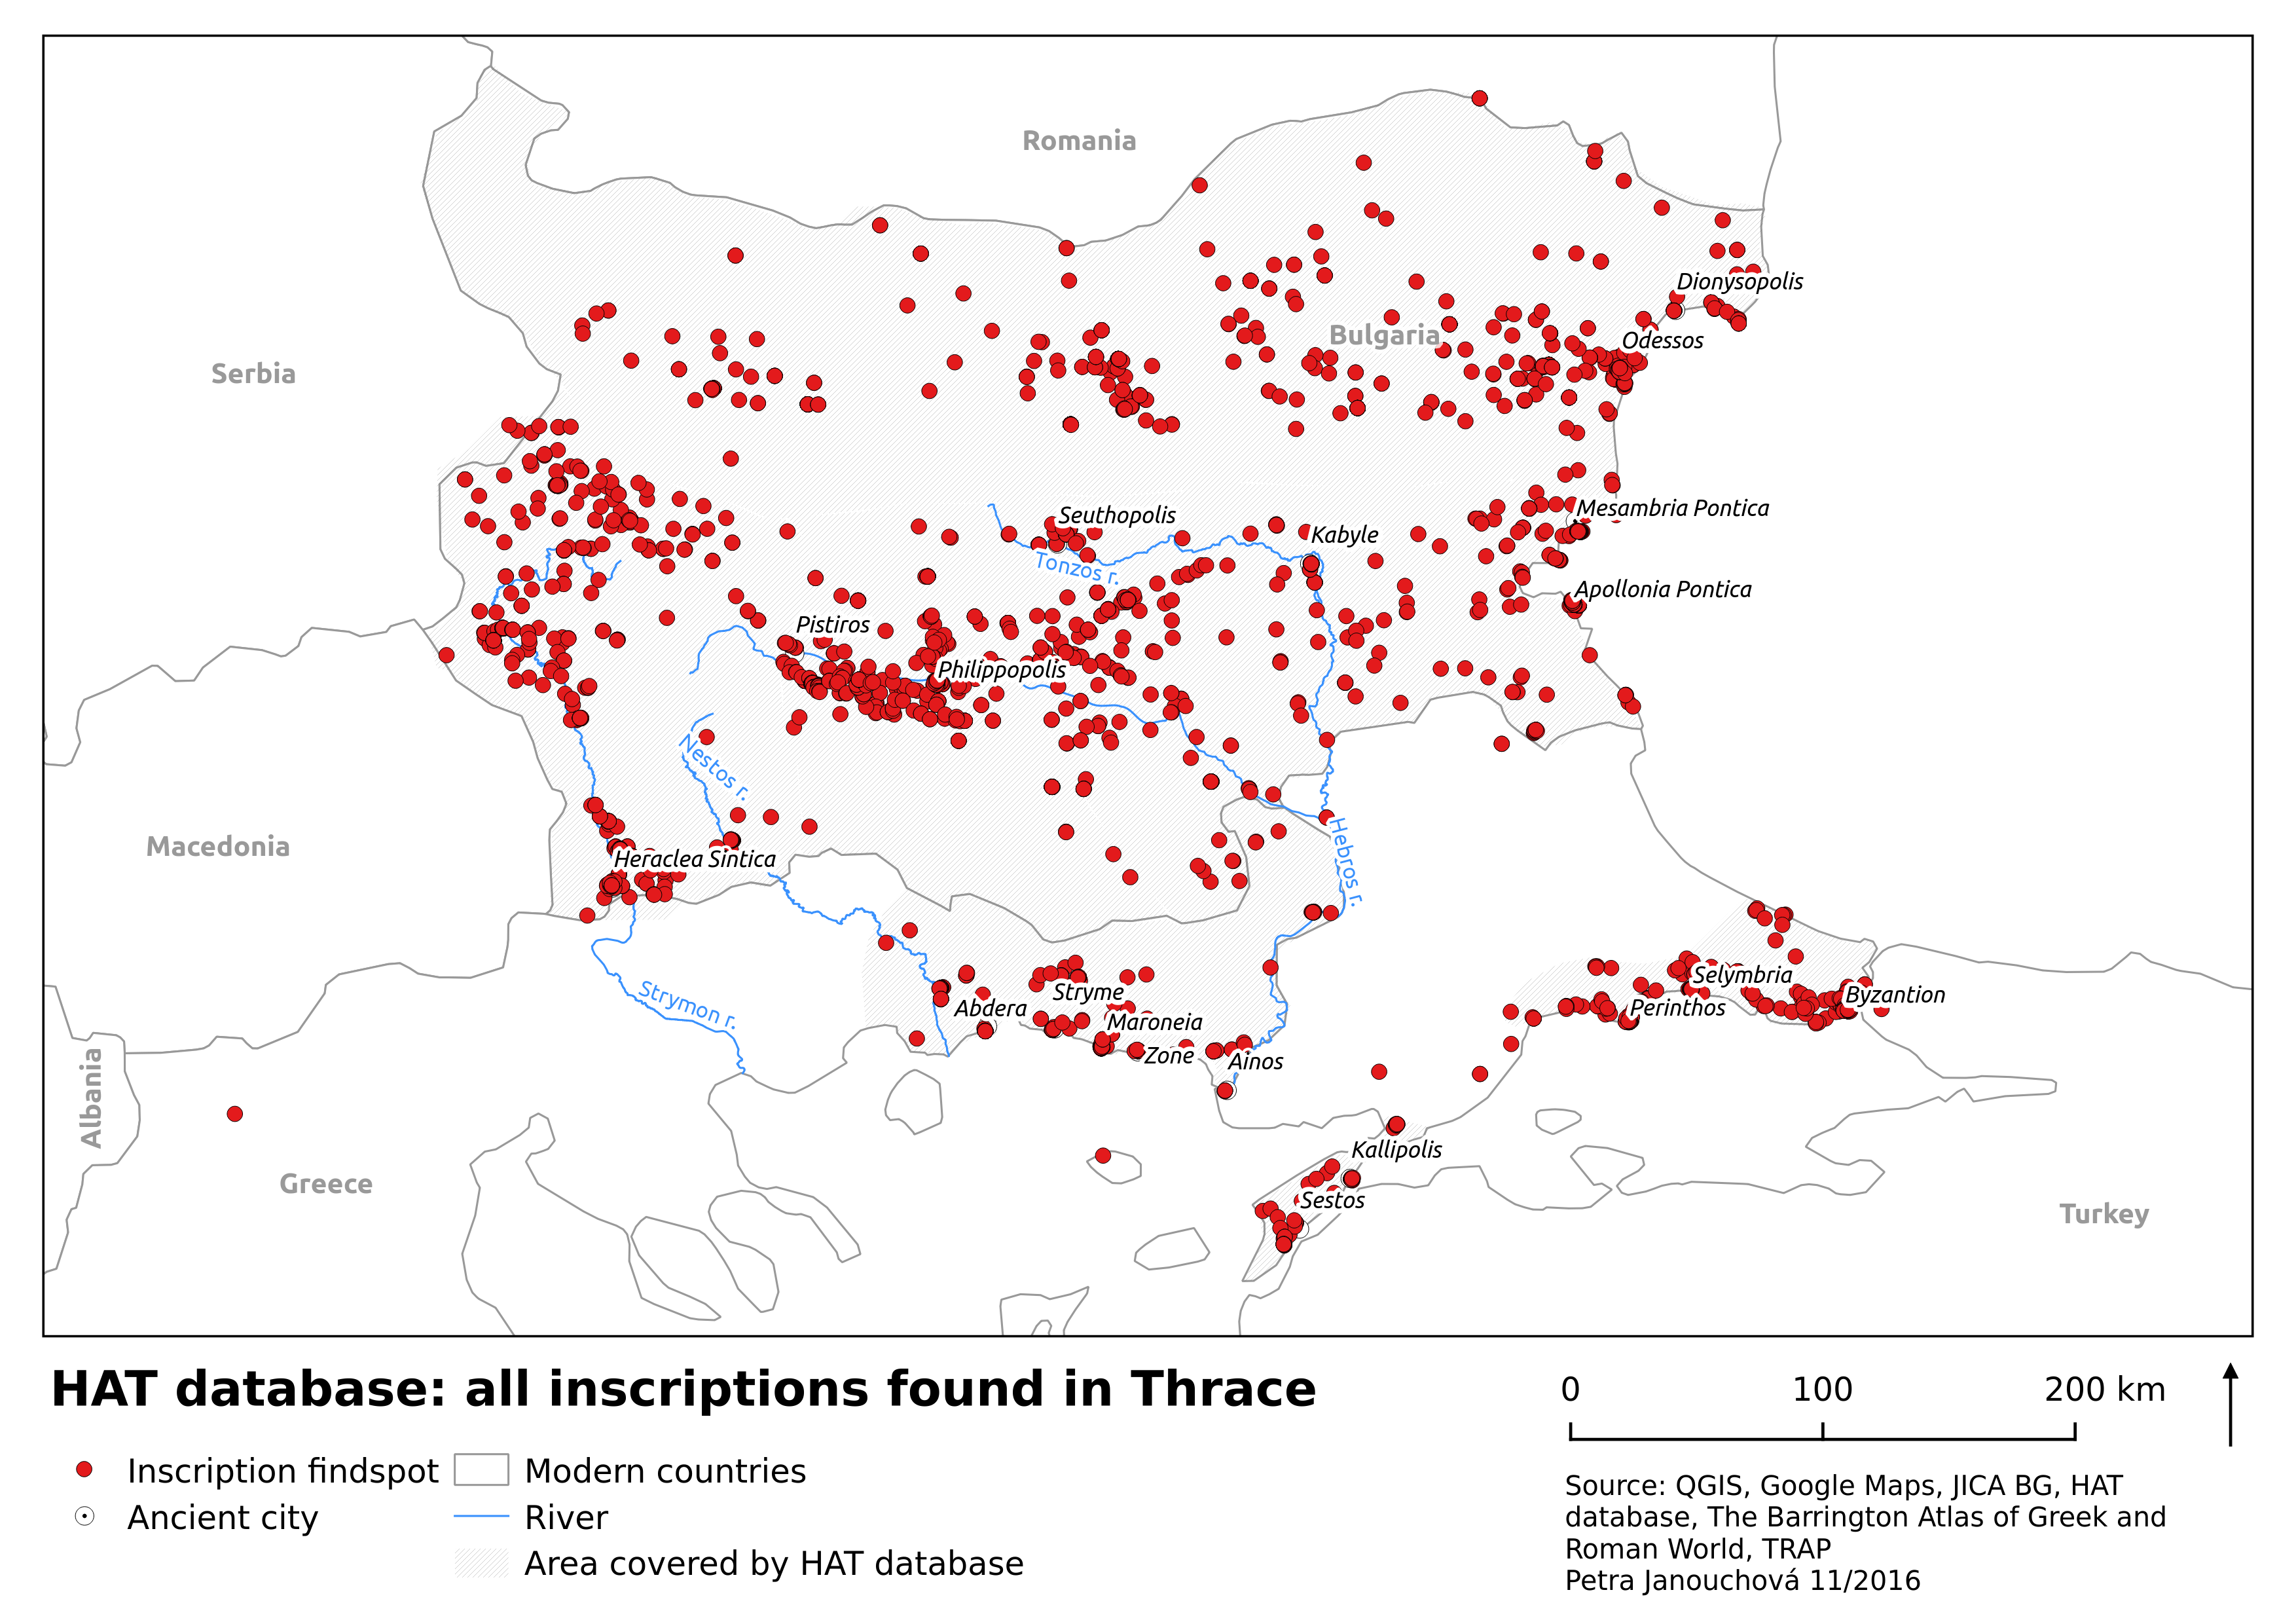 Romania
Dionysopolis
Bulgaria
Odessos
Serbia
Mesambria Pontica
Seuthopolis
Kabyle
Tonzos r.
Apollonia Pontica
Pistiros
Philippopolis
Nestos r.
Macedonia
Heraclea Sintica
Hebros r.
Strymon r.
Selymbria
Stryme
Byzantion
Abdera
Perinthos
Maroneia
Zone
Ainos
Albania
Kallipolis
Greece
Sestos
Turkey
HAT database: all inscriptions found in Thrace
0 100 200 km
Inscription findspot
Modern countries
Ancient city
River
Area covered by HAT database
Source: QGIS, Google Maps, JICA BG, HAT
database, The Barrington Atlas of Greek and
Roman World, TRAP
Petra Janouchová 11/2016